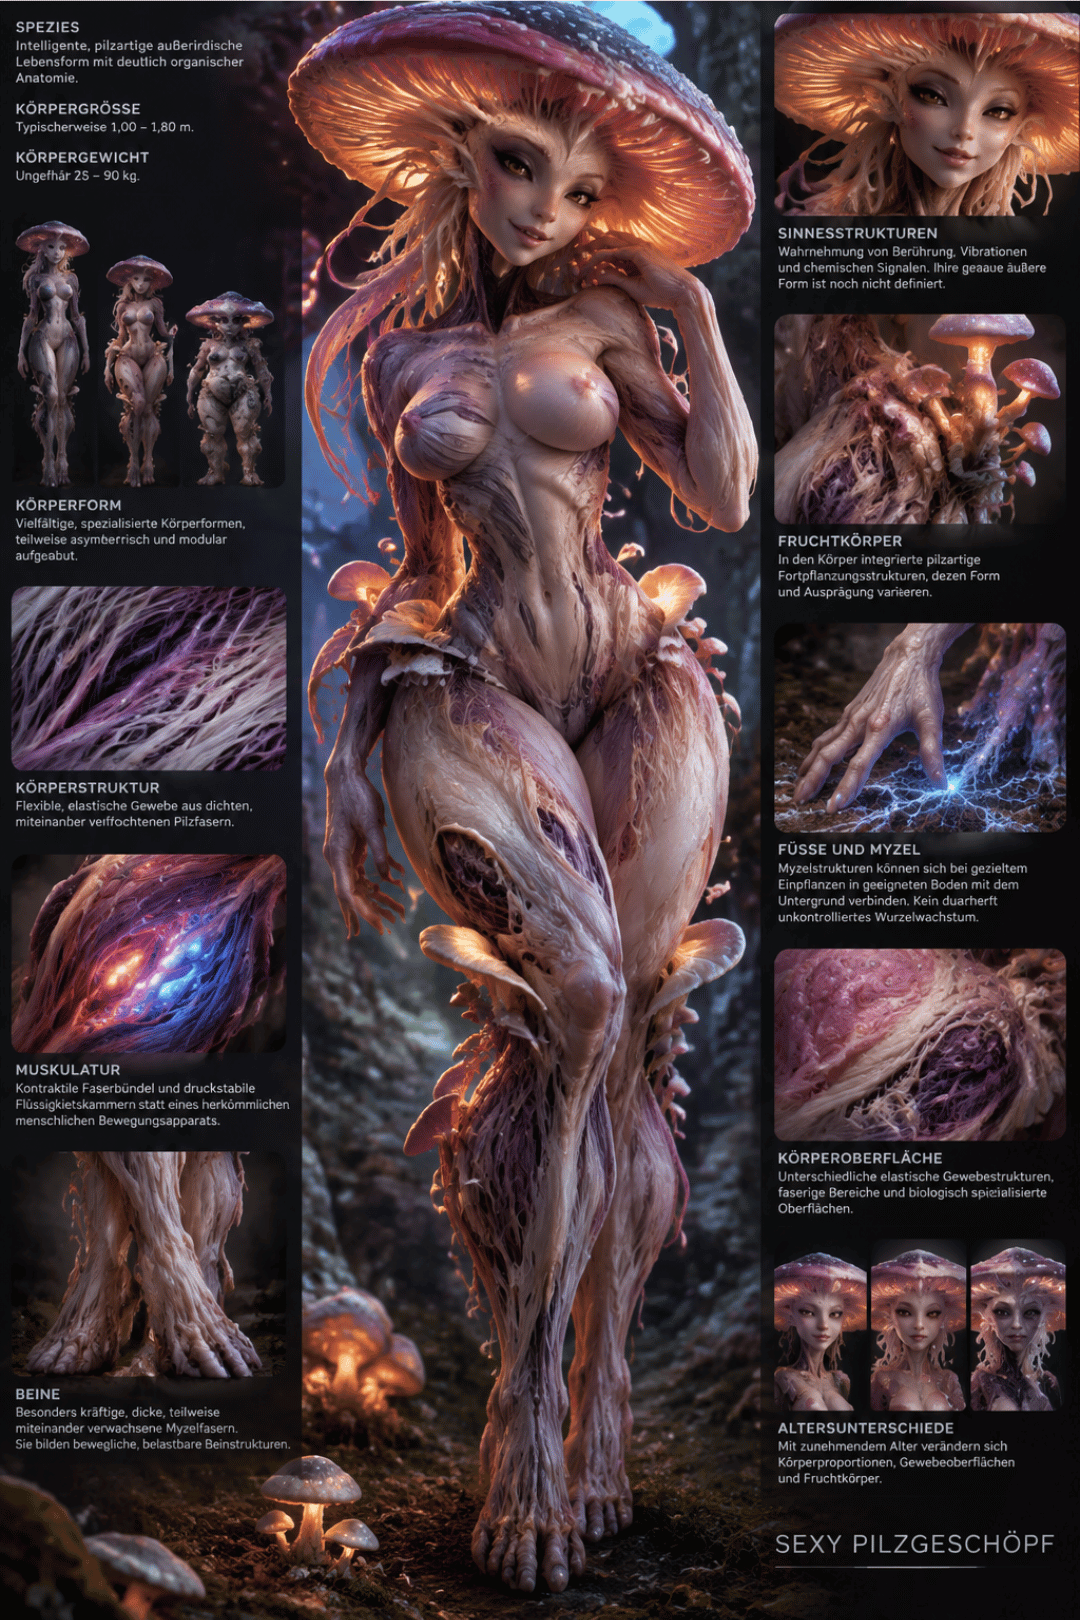 SPEZIES
Intelligente, pilzartige außerirdische
Lebensform mit deutlich organischer
Anatomie.
KÖRPERGRÖSSE
Typischerweise 1,00 – 1,80 m.
KÖRPERGEWICHT
Ungefhär 25 – 90 kg.
KÖRPERFORM
Vielfältige, spezialisierte Körperformen,
teilweise asymberrisch und modular
aufgeabut.
KÖRPERSTRUKTUR
Flexible, elastische Gewebe aus dichten,
miteinanber verffochtenen Pilzfasern.
MUSKULATUR
Kontraktile Faserbündel und druckstabile
Flüssigkietskammern statt eines herkömmlichen
menschlichen Bewegungsapparats.
BEINE
Besonders kräftige, dicke, teilweise
miteinander verwachsene Myzelfasern.
Sie bilden bewegliche, belastbare Beinstrukturen.
SINNESSTRUKTUREN
Wahrnehmung von Berührung, Vibrationen
und chemischen Signalen. Ihire geaaue äußere
Form ist noch nicht definiert.
FRUCHTKÖRPER
In den Körper integrierte pilzartige
Fortpflanzungsstrukturen, dezen Form
und Ausprägung variieren.
FÜSSE UND MYZEL
Myzelstrukturen können sich bei gezieltem
Einpflanzen in geeigneten Boden mit dem
Untergrund verbinden. Kein duarherft
unkontrolliertes Wurzelwachstum.
KÖRPEROBERFLÄCHE
Unterschiedliche elastische Gewebestrukturen,
faserige Bereiche und biologisch spezialisierte
Oberflächen.
ALTERSUNTERSCHIEDE
Mit zunehmendem Alter verändern sich
Körperproportionen, Gewebeoberflächen
und Fruchtkörper.
SEXY PILZGESCHÖPF